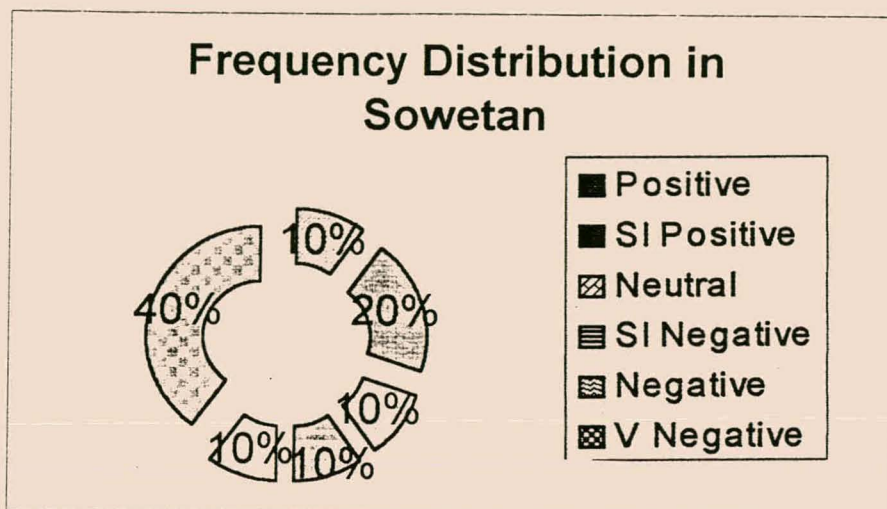 Frequency Distribution in
Sowetan
10%
20%
10%
10%
10%
40%
Positive
Sl Positive
Neutral
Sl Negative
Negative
V Negative